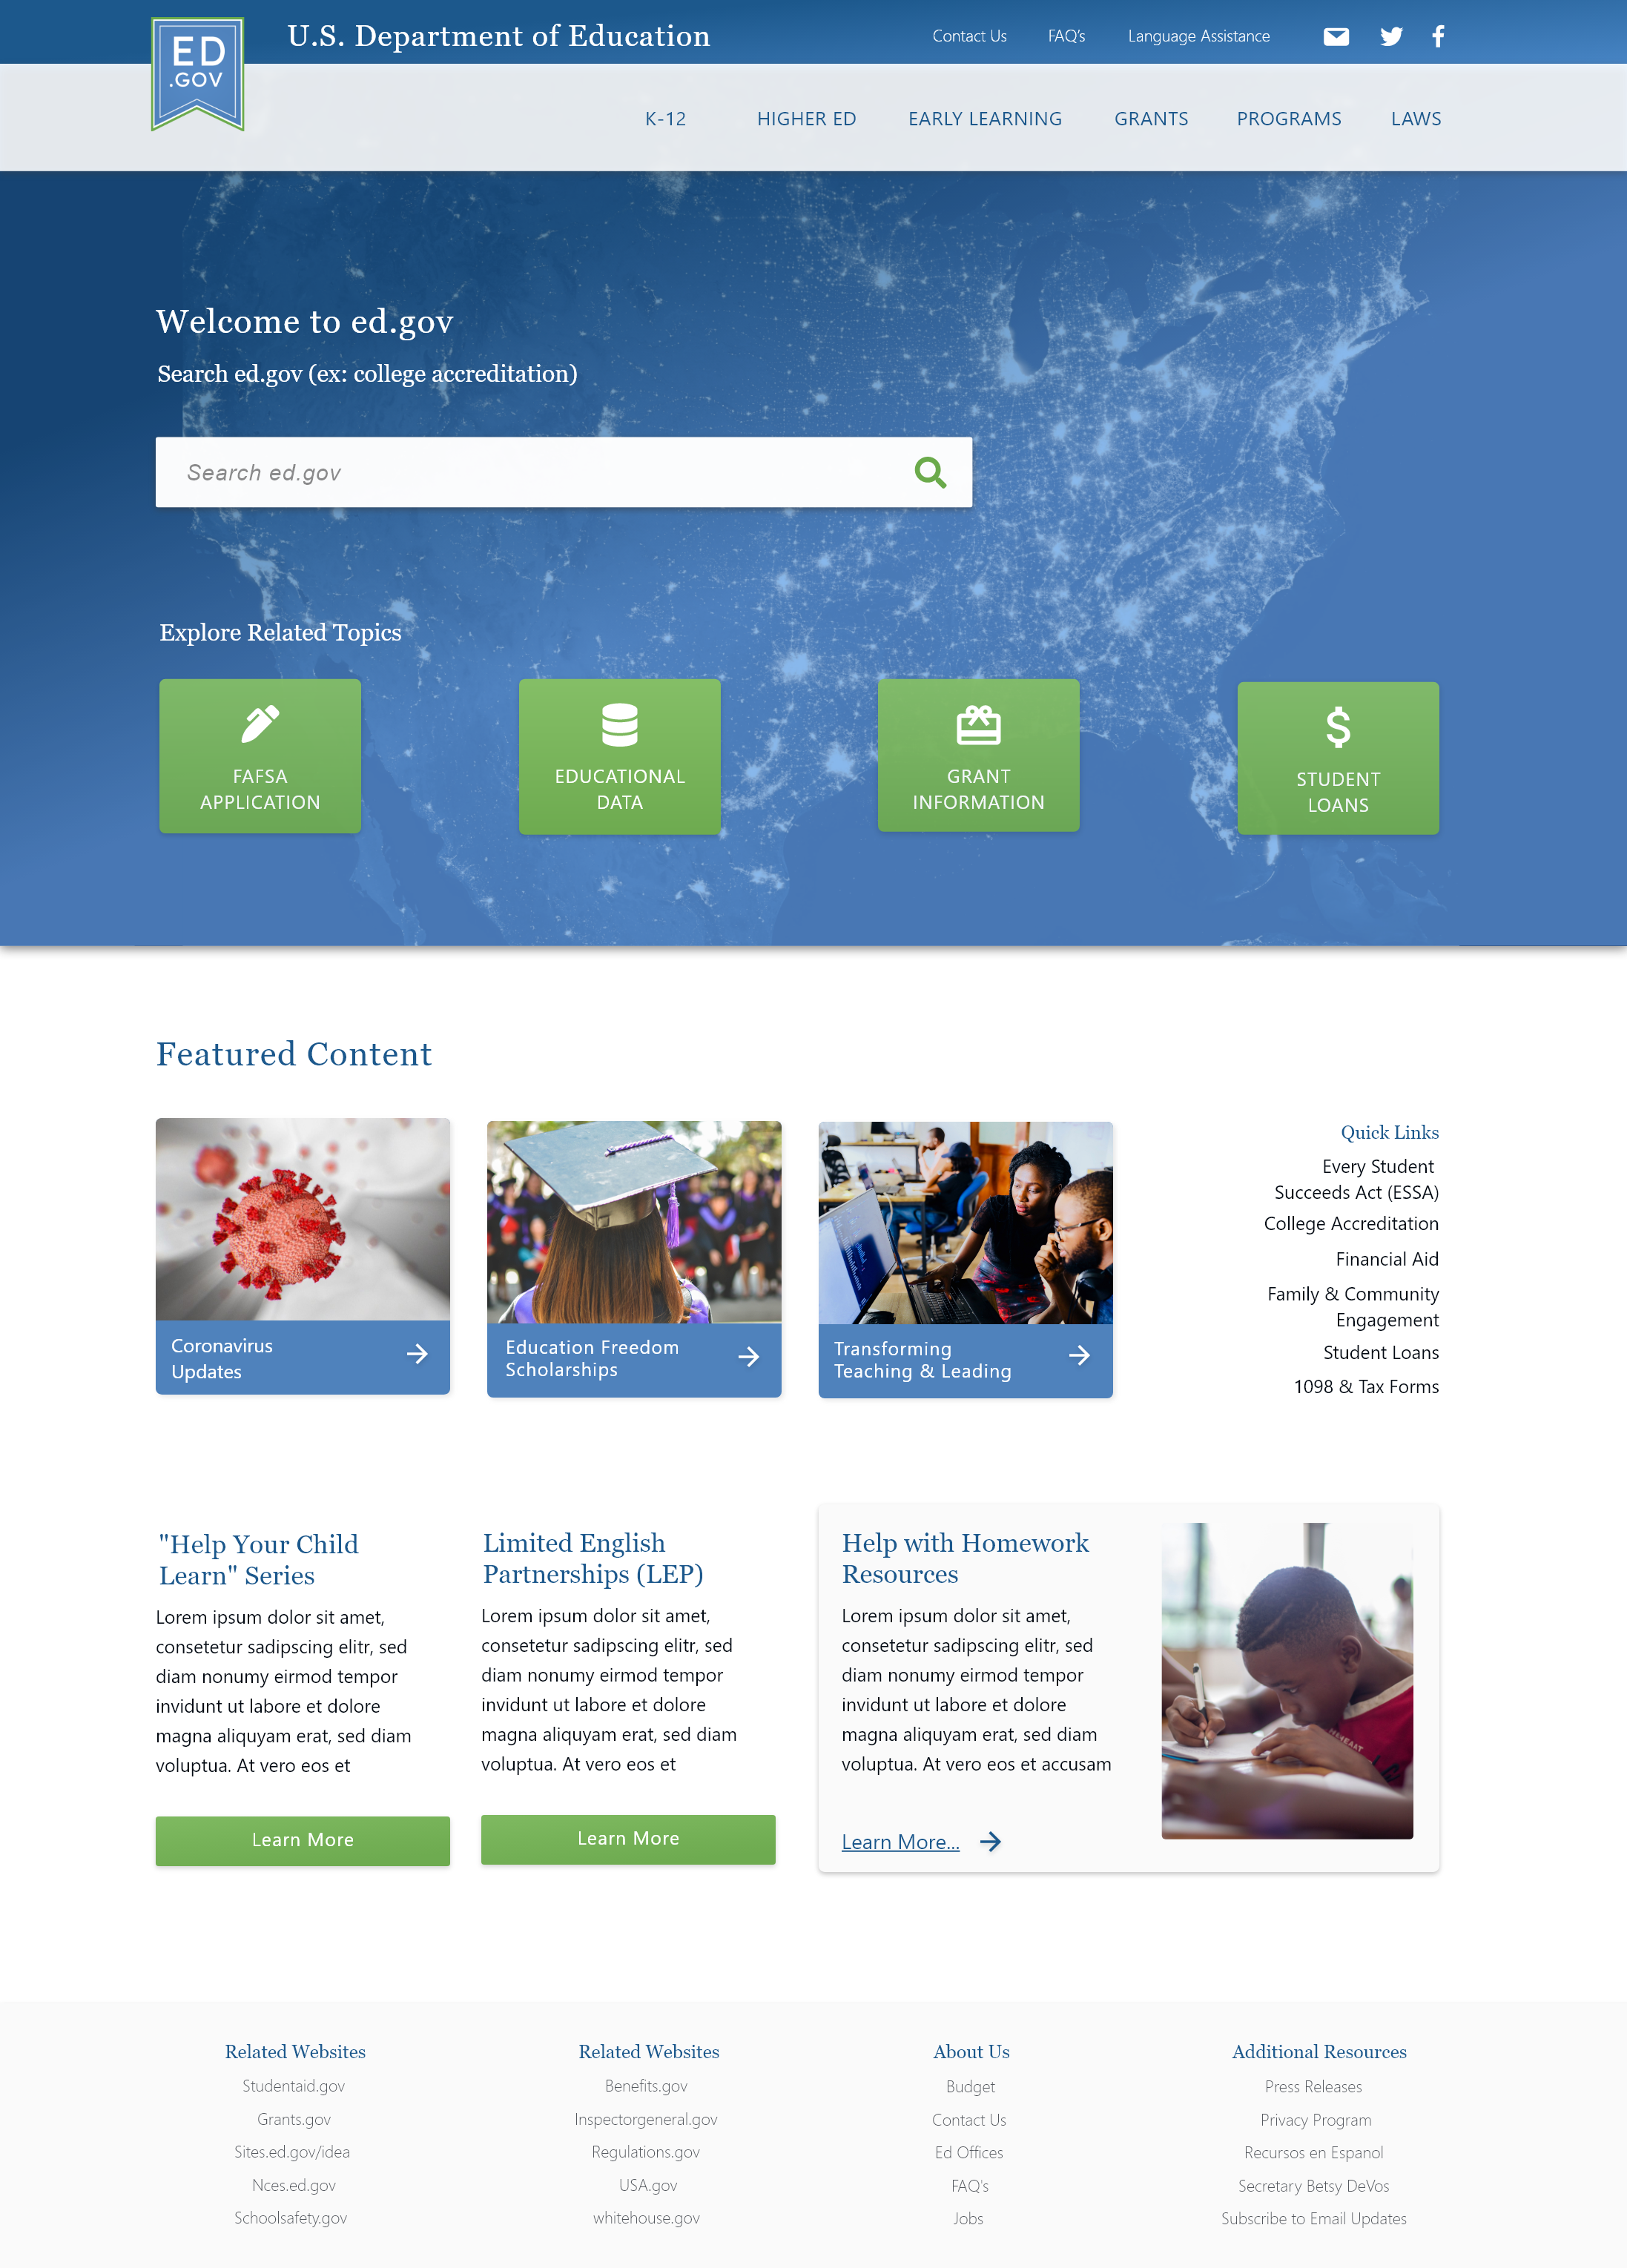 ED
.GOV
U.S. Department of Education
Contact Us
FAQ's
Language Assistance
K-12
HIGHER ED
EARLY LEARNING
GRANTS
PROGRAMS
LAWS
Welcome to ed.gov
Search ed.gov (ex: college accreditation)
Search ed.gov
Explore Related Topics
FAFSA
APPLICATION
EDUCATIONAL
DATA
GRANT
INFORMATION
STUDENT
LOANS
Featured Content
Coronavirus
Updates
Education Freedom
Scholarships
Transforming
Teaching & Leading
Quick Links
Every Student
Succeeds Act (ESSA)
College Accreditation
Financial Aid
Family & Community
Engagement
Student Loans
1098 & Tax Forms
"Help Your Child
Learn" Series
Lorem ipsum dolor sit amet,
consetetur sadipscing elitr, sed
diam nonumy eirmod tempor
invidunt ut labore et dolore
magna aliquyam erat, sed diam
voluptua. At vero eos et
Learn More
Limited English
Partnerships (LEP)
Lorem ipsum dolor sit amet,
consetetur sadipscing elitr, sed
diam nonumy eirmod tempor
invidunt ut labore et dolore
magna aliquyam erat, sed diam
voluptua. At vero eos et
Learn More
Help with Homework
Resources
Lorem ipsum dolor sit amet,
consetetur sadipscing elitr, sed
diam nonumy eirmod tempor
invidunt ut labore et dolore
magna aliquyam erat, sed diam
voluptua. At vero eos et accusam
Learn More...
Related Websites
Studentaid.gov
Grants.gov
Sites.ed.gov/idea
Nces.ed.gov
Schoolsafety.gov
Related Websites
Benefits.gov
Inspectorgeneral.gov
Regulations.gov
USA.gov
whitehouse.gov
About Us
Budget
Contact Us
Ed Offices
FAQ's
Jobs
Additional Resources
Press Releases
Privacy Program
Recursos en Espanol
Secretary Betsy DeVos
Subscribe to Email Updates